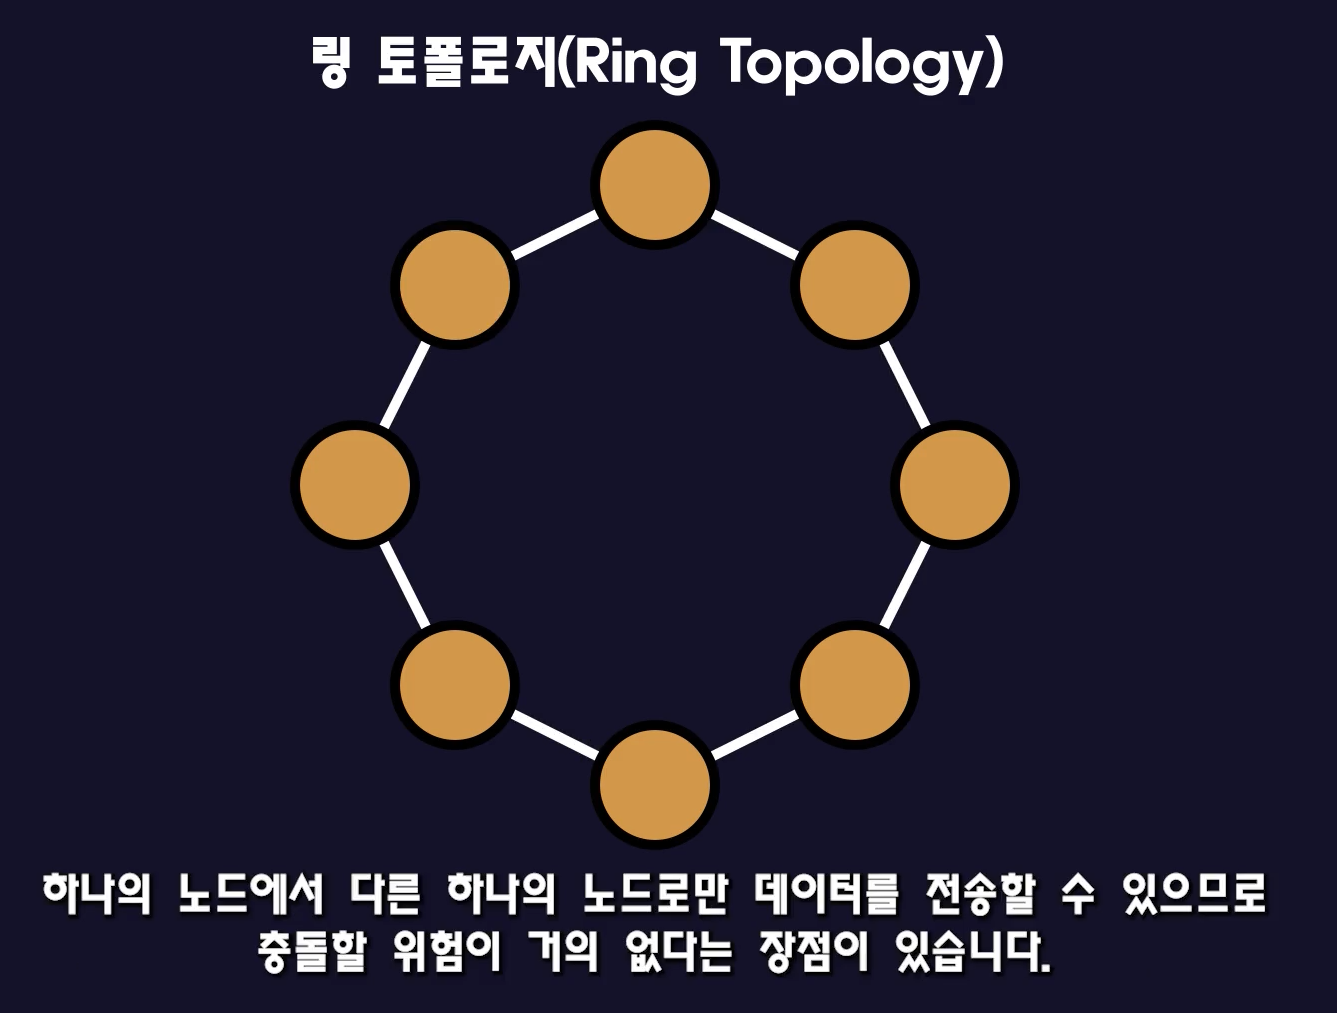 링 토폴로지(Ring Topology)
하나의 노드에서 다른 하나의 노드로만 데이터를 전송할 수 있으므로
충돌할 위험이 거의 없다는 장점이 있습니다.